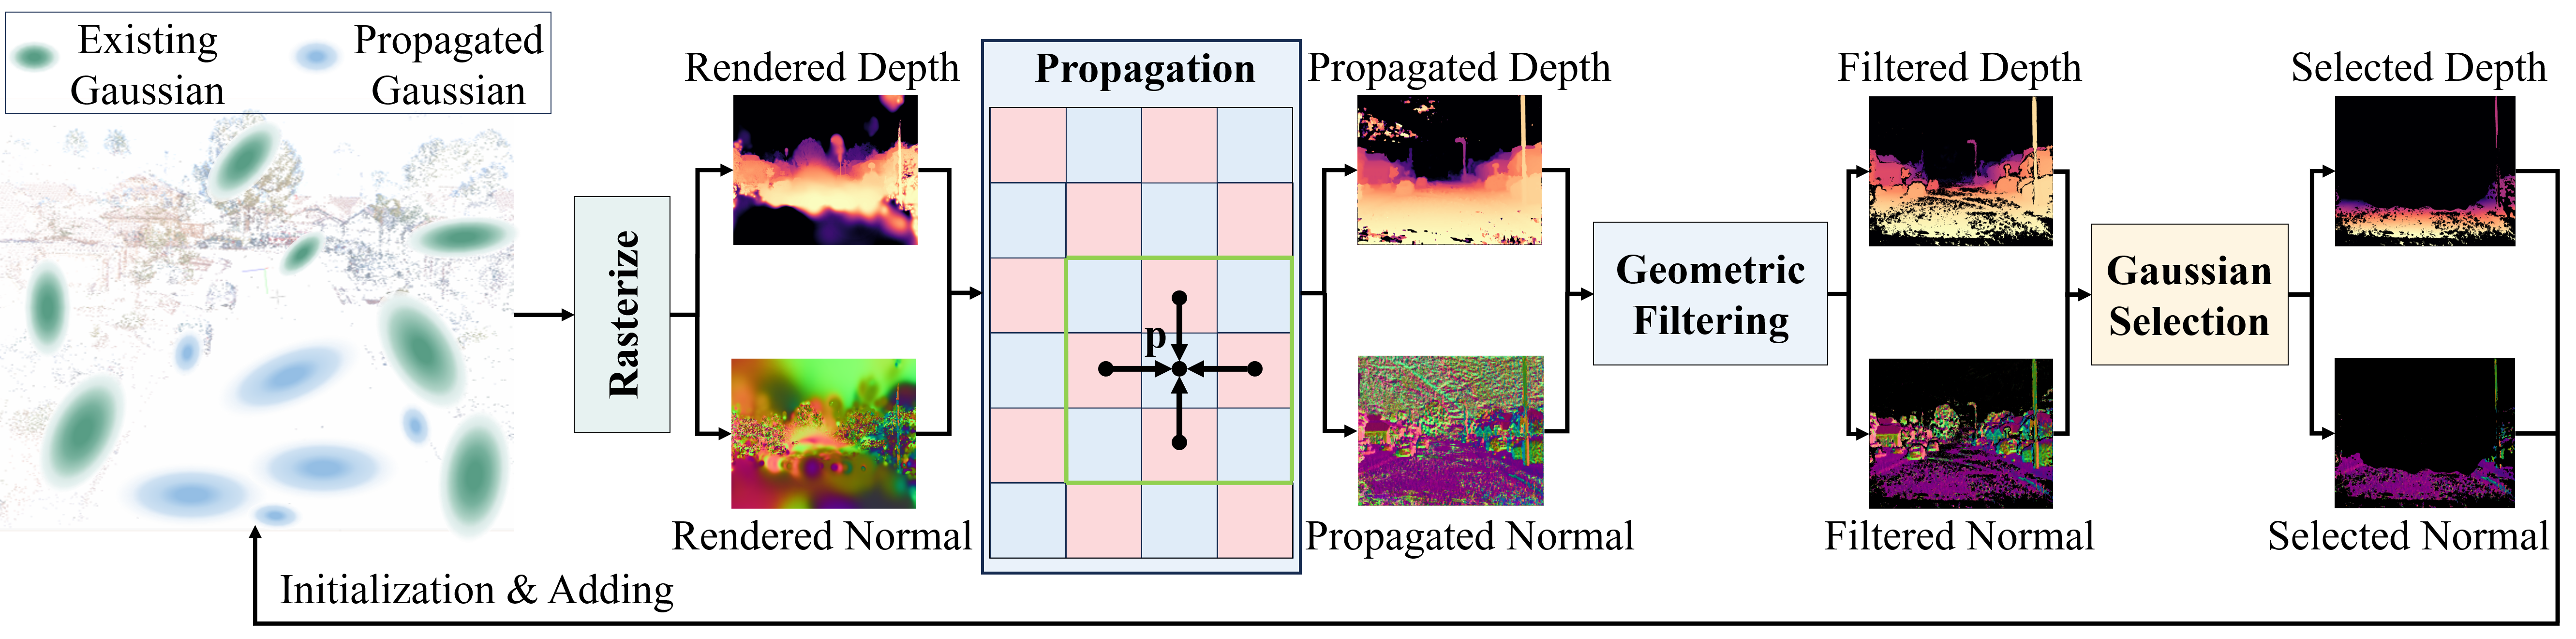 Existing
Gaussian
Propagated
Gaussian
Rasterize
Rendered Depth
Rendered Normal
Propagation
p
Propagated Depth
Propagated Normal
Geometric
Filtering
Filtered Depth
Filtered Normal
Gaussian
Selection
Selected Depth
Selected Normal
Initialization & Adding